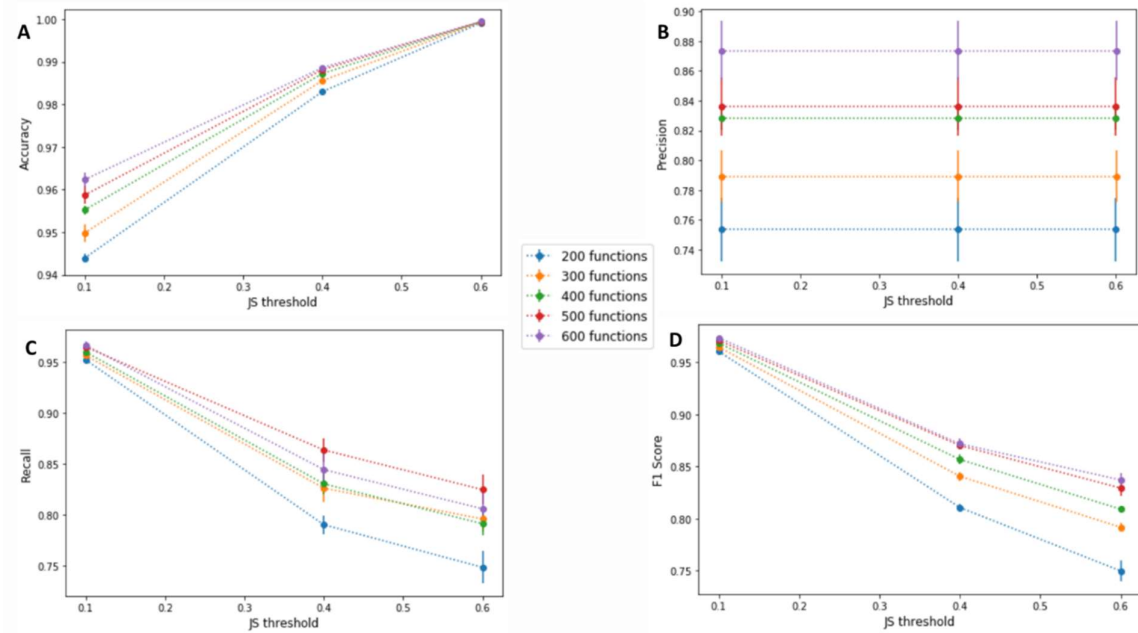 A
1.00
0.99
0.98
0.97
0.96
0.95
0.94
Accuracy
0.1 0.2 0.3 0.4 0.5 0.6
JS threshold
B
0.90
0.88
0.86
0.84
0.82
0.80
0.78
0.76
0.74
Precision
0.1 0.2 0.3 0.4 0.5 0.6
JS threshold
200 functions
300 functions
400 functions
500 functions
600 functions
C
0.95
0.90
0.85
0.80
0.75
Recall
0.1 0.2 0.3 0.4 0.5 0.6
JS threshold
D
0.95
0.90
0.85
0.80
0.75
F1 Score
0.1 0.2 0.3 0.4 0.5 0.6
JS threshold